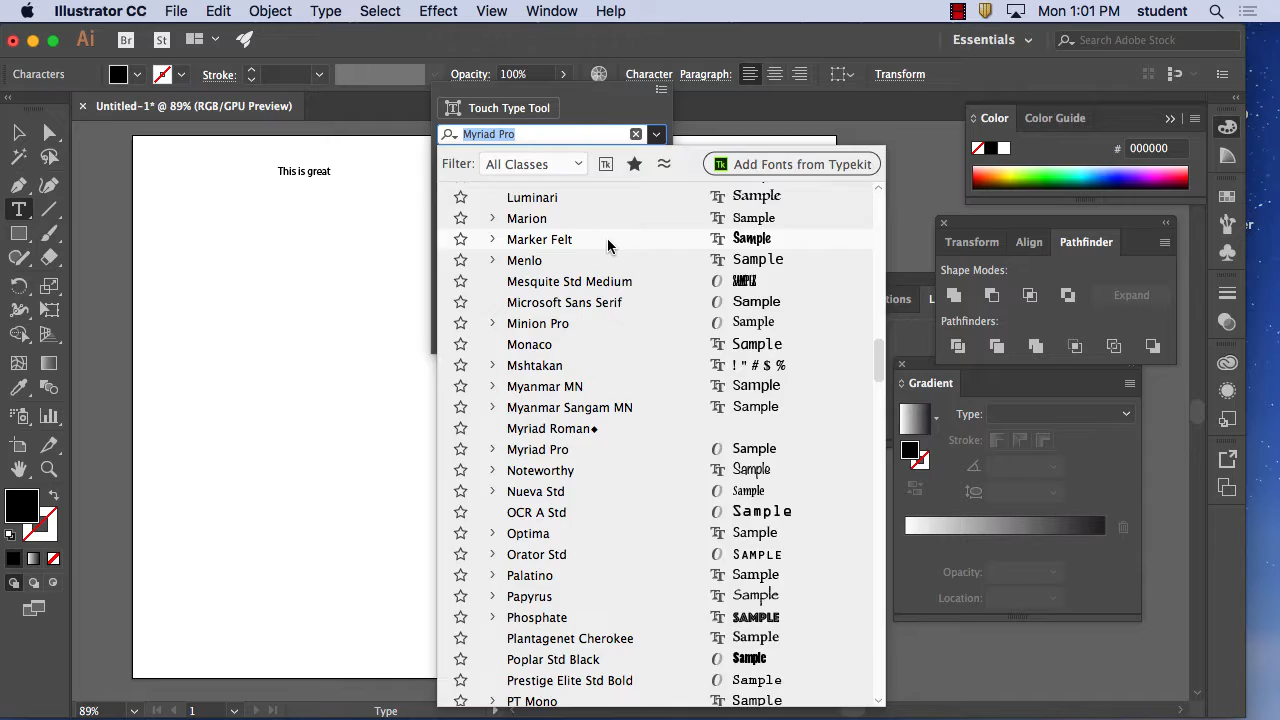 Illustrator CC File Edit Object Type Select Effect View Window Help Mon 1:01 PM student
Ai Br St Essentials Search Adobe Stock
Characters Stroke: Opacity: 100% Character Paragraph: Transform
× Untitled-1* @ 89% (RGB/GPU Preview)
Touch Type Tool
Myriad Pro
Filter: All Classes Tk Tk Add Fonts from Typekit
This is great
Luminari Sample
Marion Sample
Marker Felt Sample
Menlo Sample
Mesquite Std Medium SAMPLE
Microsoft Sans Serif Sample
Minion Pro Sample
Monaco Sample
Mshtakan ! " # $ %
Myanmar MN Sample
Myanmar Sangam MN Sample
Myriad Roman◆
Myriad Pro Sample
Noteworthy Sample
Nueva Std Sample
OCR A Std Sample
Optima Sample
Orator Std SAMPLE
Palatino Sample
Papyrus Sample
Phosphate SAMPLE
Plantagenet Cherokee Sample
Poplar Std Black Sample
Prestige Elite Std Bold Sample
PT Mono Sample
Color Color Guide
# 000000
Transform Align Pathfinder
Shape Modes:
Expand
Pathfinders:
Gradient
Type:
Stroke:
Opacity:
Location:
89% 1 Type